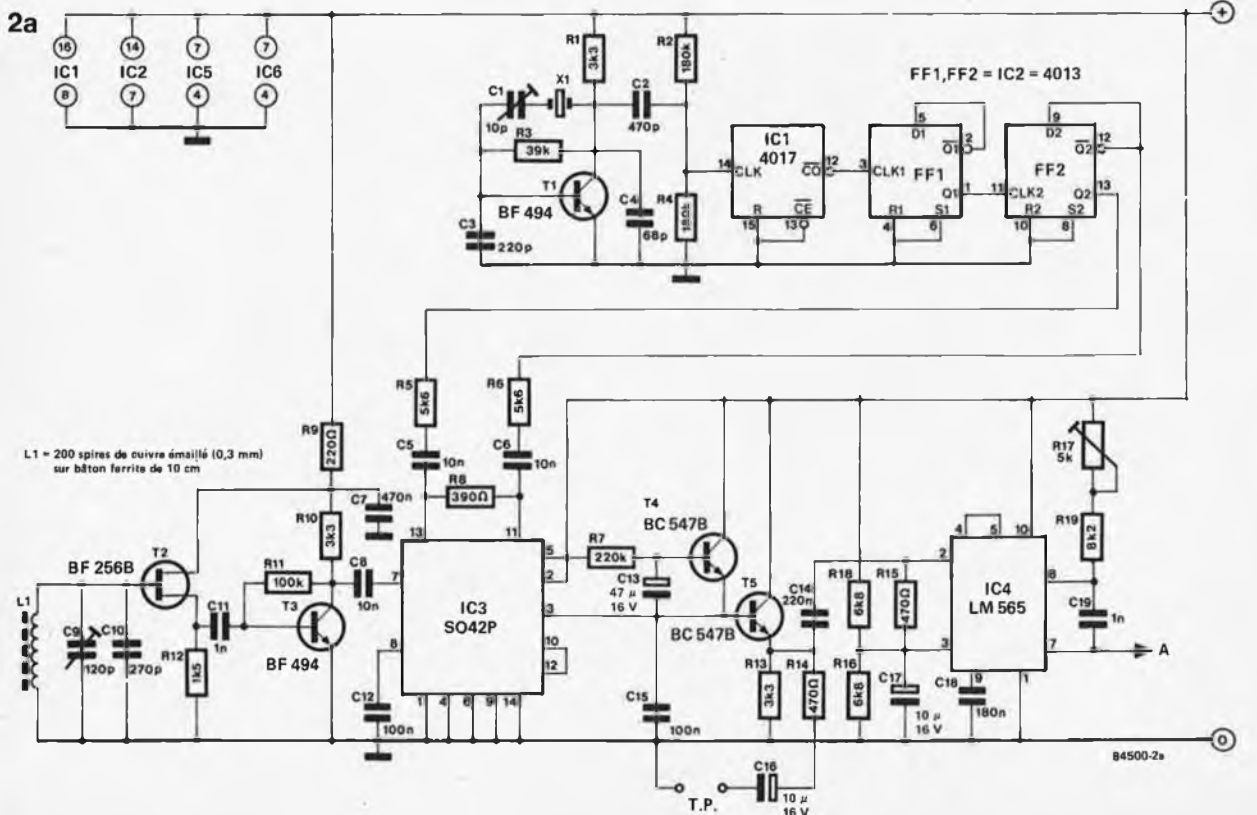 2a
16 14 7 7
IC1 IC2 IC5 IC6
8 7 4 4
+
R1
3k3
R2
180k
FF1,FF2 = IC2 = 4013
C1
10p
X1
C2
470p
R3
39k
T1
BF 494
C3
220p
C4
68p
R4
180k
IC1
4017
14
CLK
CO
12
R
CE
15
13
5
D1
Q1
2
3
CLK1
FF1
Q1
1
R1
S1
4
6
9
D2
Q2
12
FF2
11
CLK2
Q2
13
R2
S2
10
8
L1 = 200 spires de cuivre émaillé (0,3 mm)
sur bâton ferrite de 10 cm
R9
220Ω
R5
5k6
R6
5k6
C5
10n
C6
10n
R8
390Ω
C7
470n
R10
3k3
T2
BF 256B
R11
100k
C8
10n
L1
C9
120p
C10
270p
C11
1n
R12
1k5
T3
BF 494
C12
100n
13
11
7
5
2
3
8
10
12
IC3
SO42P
1
4
6
9
14
R7
220k
T4
BC 547B
C13
47 µ
16 V
T5
BC 547B
C14
220n
R18
6k8
R15
470Ω
C15
100n
R13
3k3
R14
470Ω
R16
6k8
C17
10 µ
16 V
4
5
10
2
8
3
7
9
1
IC4
LM 565
C18
180n
R17
5k
R19
8k2
C19
1n
A
0
T.P.
C16
10 µ
16 V
84500-2a